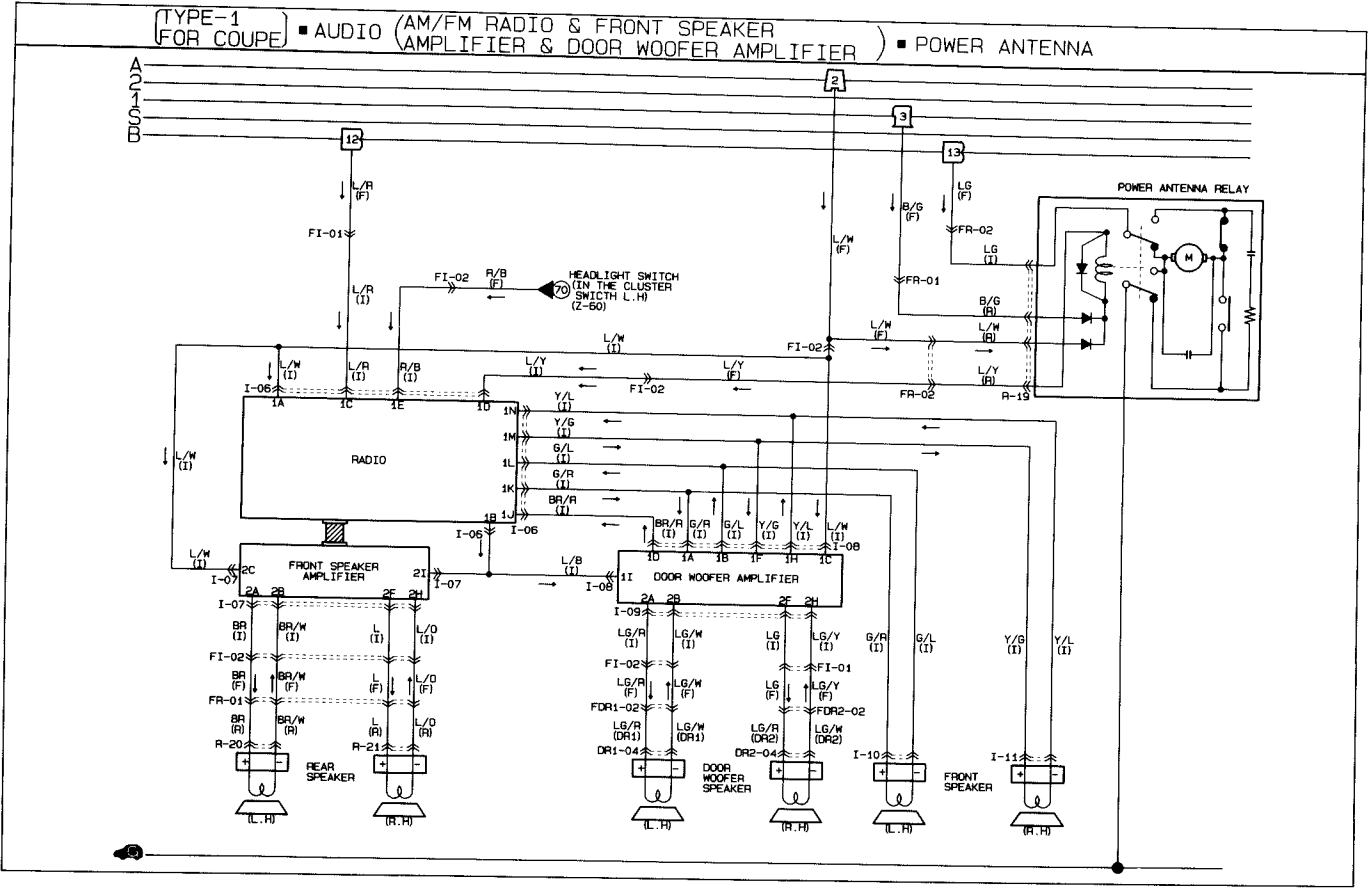 (TYPE-1
FOR COUPE) ■ AUDIO (AM/FM RADIO & FRONT SPEAKER
AMPLIFIER & DOOR WOOFER AMPLIFIER) ■ POWER ANTENNA
A
2
1
S
B
2
3
12
13
POWER ANTENNA RELAY
L/R
(F)
B/G
(F)
LG
(F)
L/W
(F)
FI-01
FR-02
LG
(I)
M
FI-02
R/B
(F)
70
HEADLIGHT SWITCH
(IN THE CLUSTER
SWICTH L.H)
(Z-60)
FR-01
L/R
(I)
B/G
(R)
L/W
(I)
FI-02
L/W
(F)
L/W
(R)
L/W
(I)
L/R
(I)
R/B
(I)
L/Y
(I)
FI-02
L/Y
(F)
FR-02
L/Y
(R)
R-19
I-06
1A
1C
1E
1D
RADIO
1N
Y/L
(I)
1M
Y/G
(I)
1L
G/L
(I)
1K
G/R
(I)
1J
BR/R
(I)
1B
I-06
I-06
L/W
(I)
BR/R
(I)
G/R
(I)
G/L
(I)
Y/G
(I)
Y/L
(I)
L/W
(I)
I-08
1D
1A
1B
1F
1H
1C
L/W
(I)
I-07
2C
FRONT SPEAKER
AMPLIFIER
2I
I-07
L/B
(I)
I-08
1I
DOOR WOOFER AMPLIFIER
2A
2B
2F
2H
I-07
2A
2B
2F
2H
I-09
BR
(I)
BR/W
(I)
L
(I)
L/O
(I)
LG/R
(I)
LG/W
(I)
LG
(I)
LG/Y
(I)
G/R
(I)
G/L
(I)
Y/G
(I)
Y/L
(I)
FI-02
FI-02
FI-01
BR
(F)
BR/W
(F)
L
(F)
L/O
(F)
LG/R
(F)
LG/W
(F)
LG
(F)
LG/Y
(F)
FR-01
FDR1-02
FDR2-02
BR
(R)
BR/W
(R)
L
(R)
L/O
(R)
LG/R
(DR1)
LG/W
(DR1)
LG/R
(DR2)
LG/W
(DR2)
R-20
R-21
DR1-04
DR2-04
I-10
I-11
+ -
REAR
SPEAKER
+ -
+ -
DOOR
WOOFER
SPEAKER
+ -
+ -
FRONT
SPEAKER
+ -
(L.H)
(R.H)
(L.H)
(R.H)
(L.H)
(R.H)